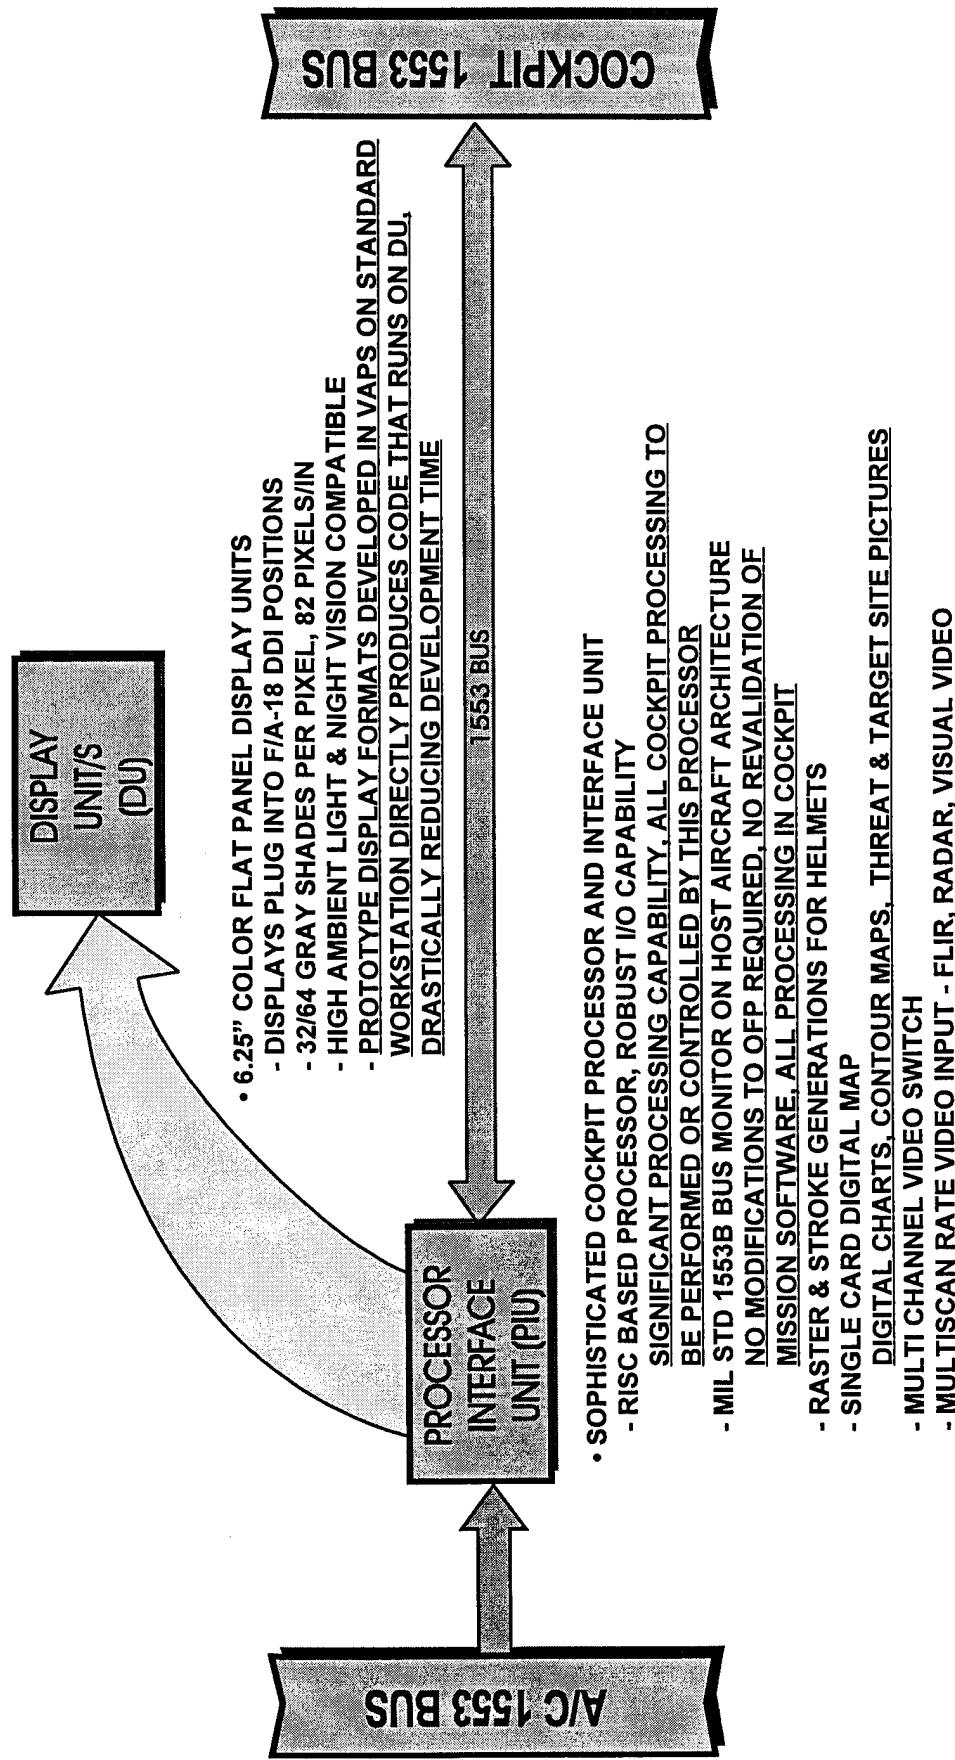 DISPLAY
UNIT/S
(DU)
• 6.25" COLOR FLAT PANEL DISPLAY UNITS
- DISPLAYS PLUG INTO F/A-18 DDI POSITIONS
- 32/64 GRAY SHADES PER PIXEL, 82 PIXELS/IN
- HIGH AMBIENT LIGHT & NIGHT VISION COMPATIBLE
- PROTOTYPE DISPLAY FORMATS DEVELOPED IN VAPS ON STANDARD
WORKSTATION DIRECTLY PRODUCES CODE THAT RUNS ON DU,
DRASTICALLY REDUCING DEVELOPMENT TIME
A/C 1553 BUS
PROCESSOR
INTERFACE
UNIT (PIU)
1553 BUS
COCKPIT 1553 BUS
• SOPHISTICATED COCKPIT PROCESSOR AND INTERFACE UNIT
- RISC BASED PROCESSOR, ROBUST I/O CAPABILITY
SIGNIFICANT PROCESSING CAPABILITY, ALL COCKPIT PROCESSING TO
BE PERFORMED OR CONTROLLED BY THIS PROCESSOR
- MIL STD 1553B BUS MONITOR ON HOST AIRCRAFT ARCHITECTURE
NO MODIFICATIONS TO OFP REQUIRED, NO REVALIDATION OF
MISSION SOFTWARE, ALL PROCESSING IN COCKPIT
- RASTER & STROKE GENERATIONS FOR HELMETS
- SINGLE CARD DIGITAL MAP
DIGITAL CHARTS, CONTOUR MAPS, THREAT & TARGET SITE PICTURES
- MULTI CHANNEL VIDEO SWITCH
- MULTISCAN RATE VIDEO INPUT - FLIR, RADAR, VISUAL VIDEO